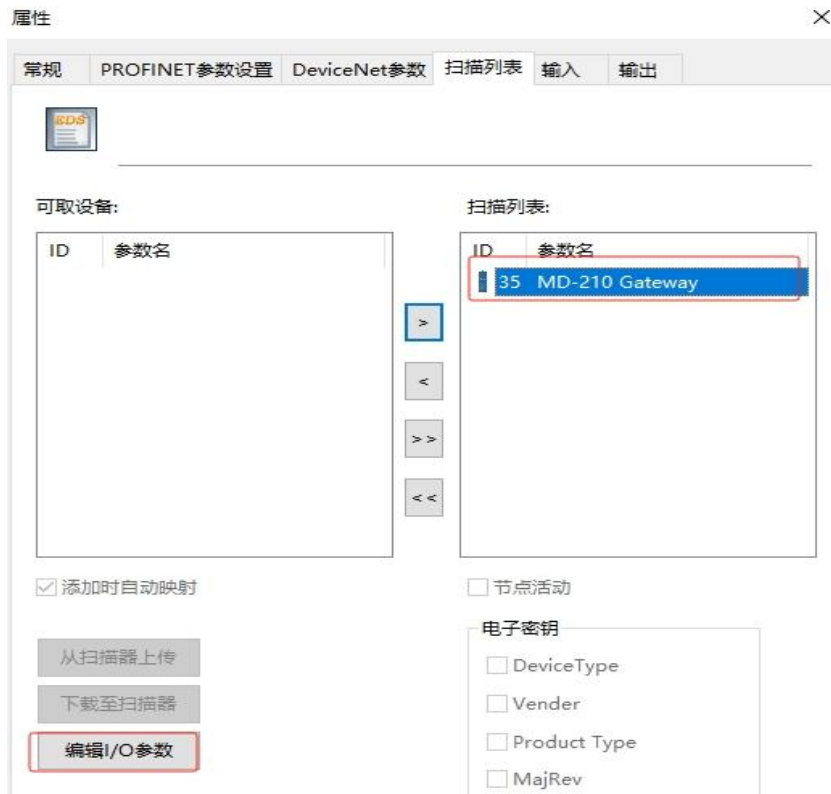 属性
常规 PROFINET参数设置 DeviceNet参数 扫描列表 输入 输出
EDS
可取设备: 扫描列表:
ID 参数名 ID 参数名
35 MD-210 Gateway
>
<
>>
<<
添加时自动映射 节点活动
电子密钥
从扫描器上传 DeviceType
下载至扫描器 Vender
编辑I/O参数 Product Type
MajRev